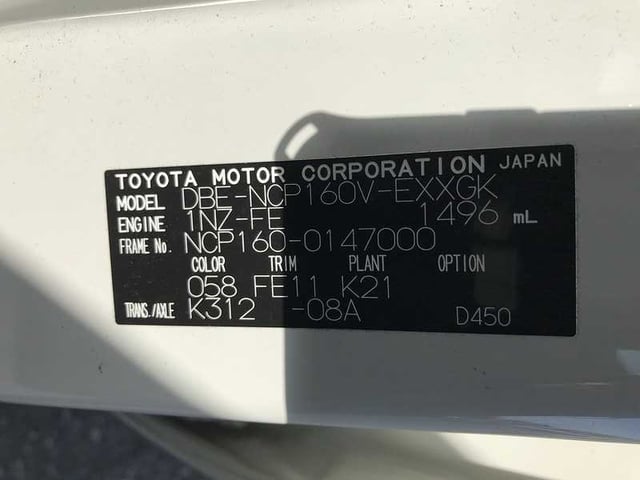 TOYOTA MOTOR CORPORATION JAPAN
MODEL DBE-NCP160V-EXXGK
ENGINE 1NZ-FE 1496 mL
FRAME No. NCP160-0147000
COLOR TRIM PLANT OPTION
058 FE11 K21
TRANS./AXLE K312 -08A D450